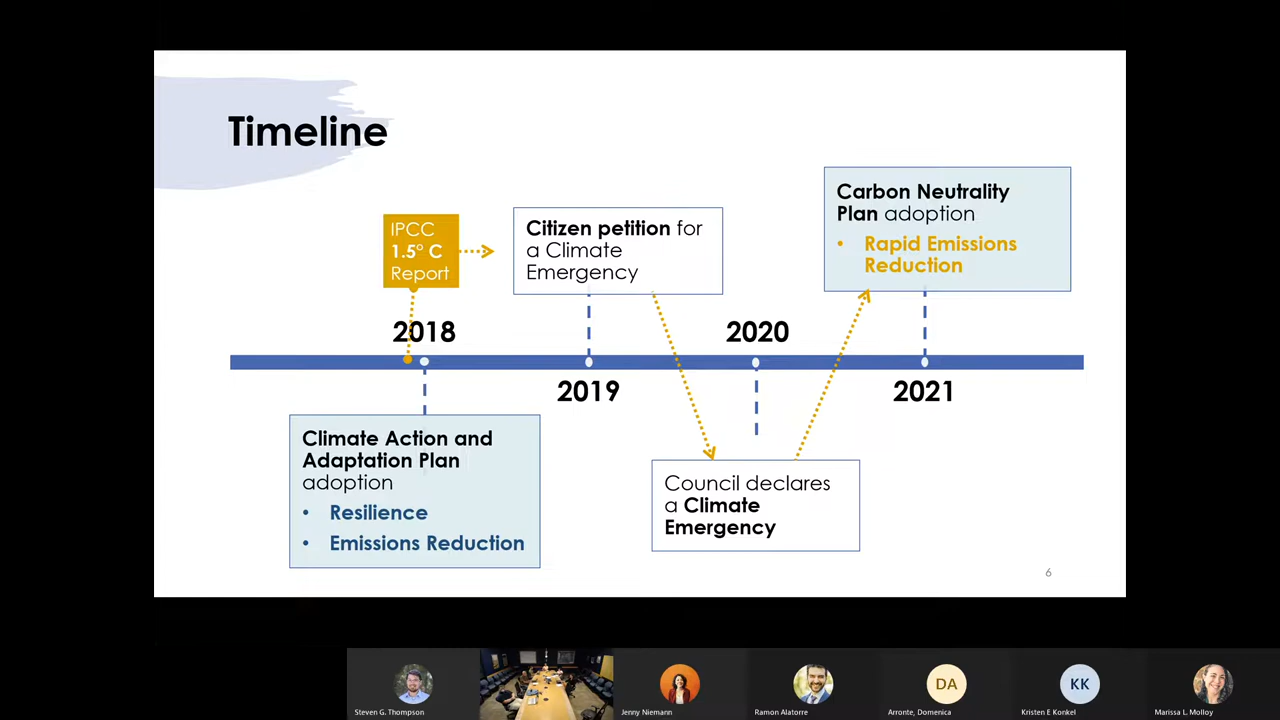 Timeline
IPCC
1.5° C
Report
Citizen petition for
a Climate
Emergency
Carbon Neutrality
Plan adoption
• Rapid Emissions
Reduction
2018
2020
2019
2021
Climate Action and
Adaptation Plan
adoption
• Resilience
• Emissions Reduction
Council declares
a Climate
Emergency
6
DA
KK
Steven G. Thompson
Jenny Niemann
Ramon Alatorre
Arronte, Domenica
Kristen E Konkel
Marissa L. Molloy